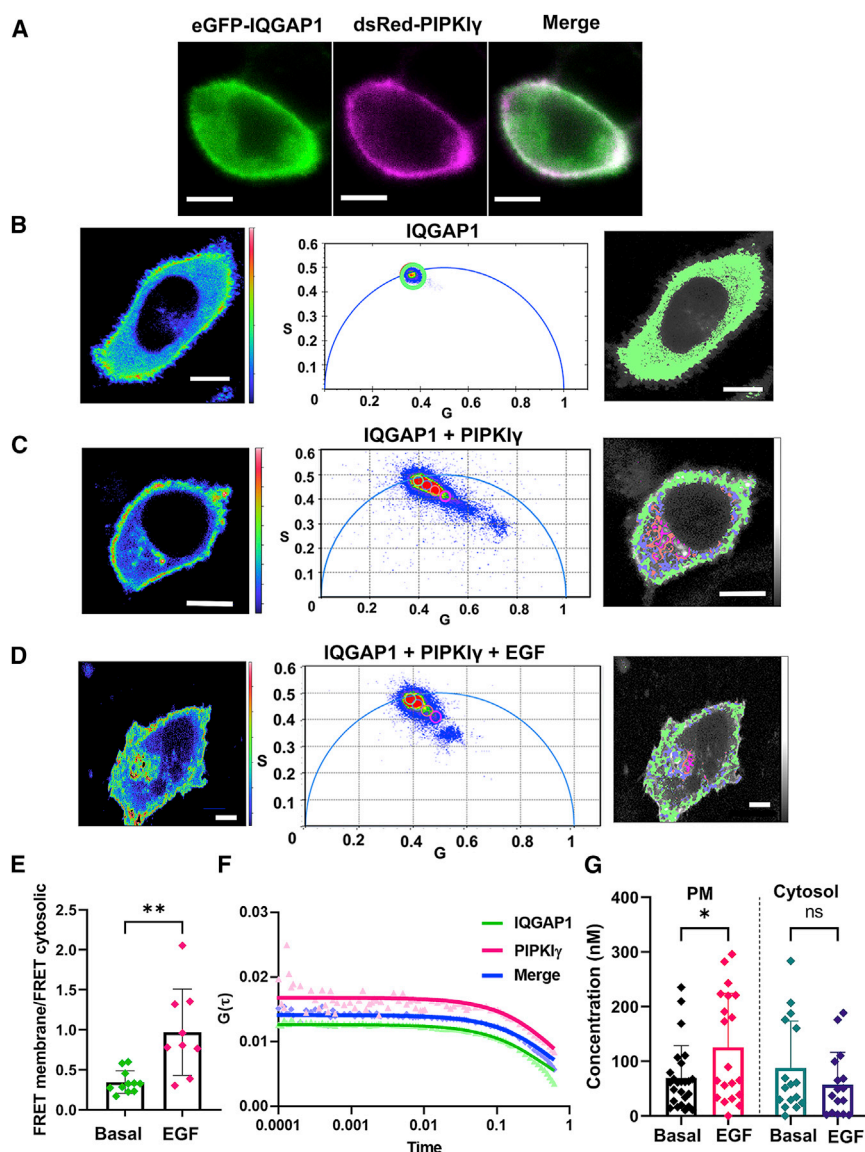 A
eGFP-IQGAP1 dsRed-PIPKIγ Merge
B
IQGAP1
0.6
0.5
0.4
0.3
S
0.2
0.1
0 0.2 0.4 0.6 0.8 1
G
C
IQGAP1 + PIPKIγ
0.6
0.5
0.4
0.3
S
0.2
0.1
0
0 0.2 0.4 0.6 0.8 1
G
D
IQGAP1 + PIPKIγ + EGF
0.6
0.5
0.4
0.3
S
0.2
0.1
0
0 0.2 0.4 0.6 0.8 1
G
E
FRET membrane/FRET cytosolic
2.5
2.0
1.5
1.0
0.5
0.0
**
Basal EGF
F
G(τ)
0.03
0.02
0.01
0.00
IQGAP1
PIPKIγ
Merge
0.0001 0.001 0.01 0.1 1
Time
G
Concentration (nM)
400
300
200
100
0
PM Cytosol
* ns
Basal EGF Basal EGF